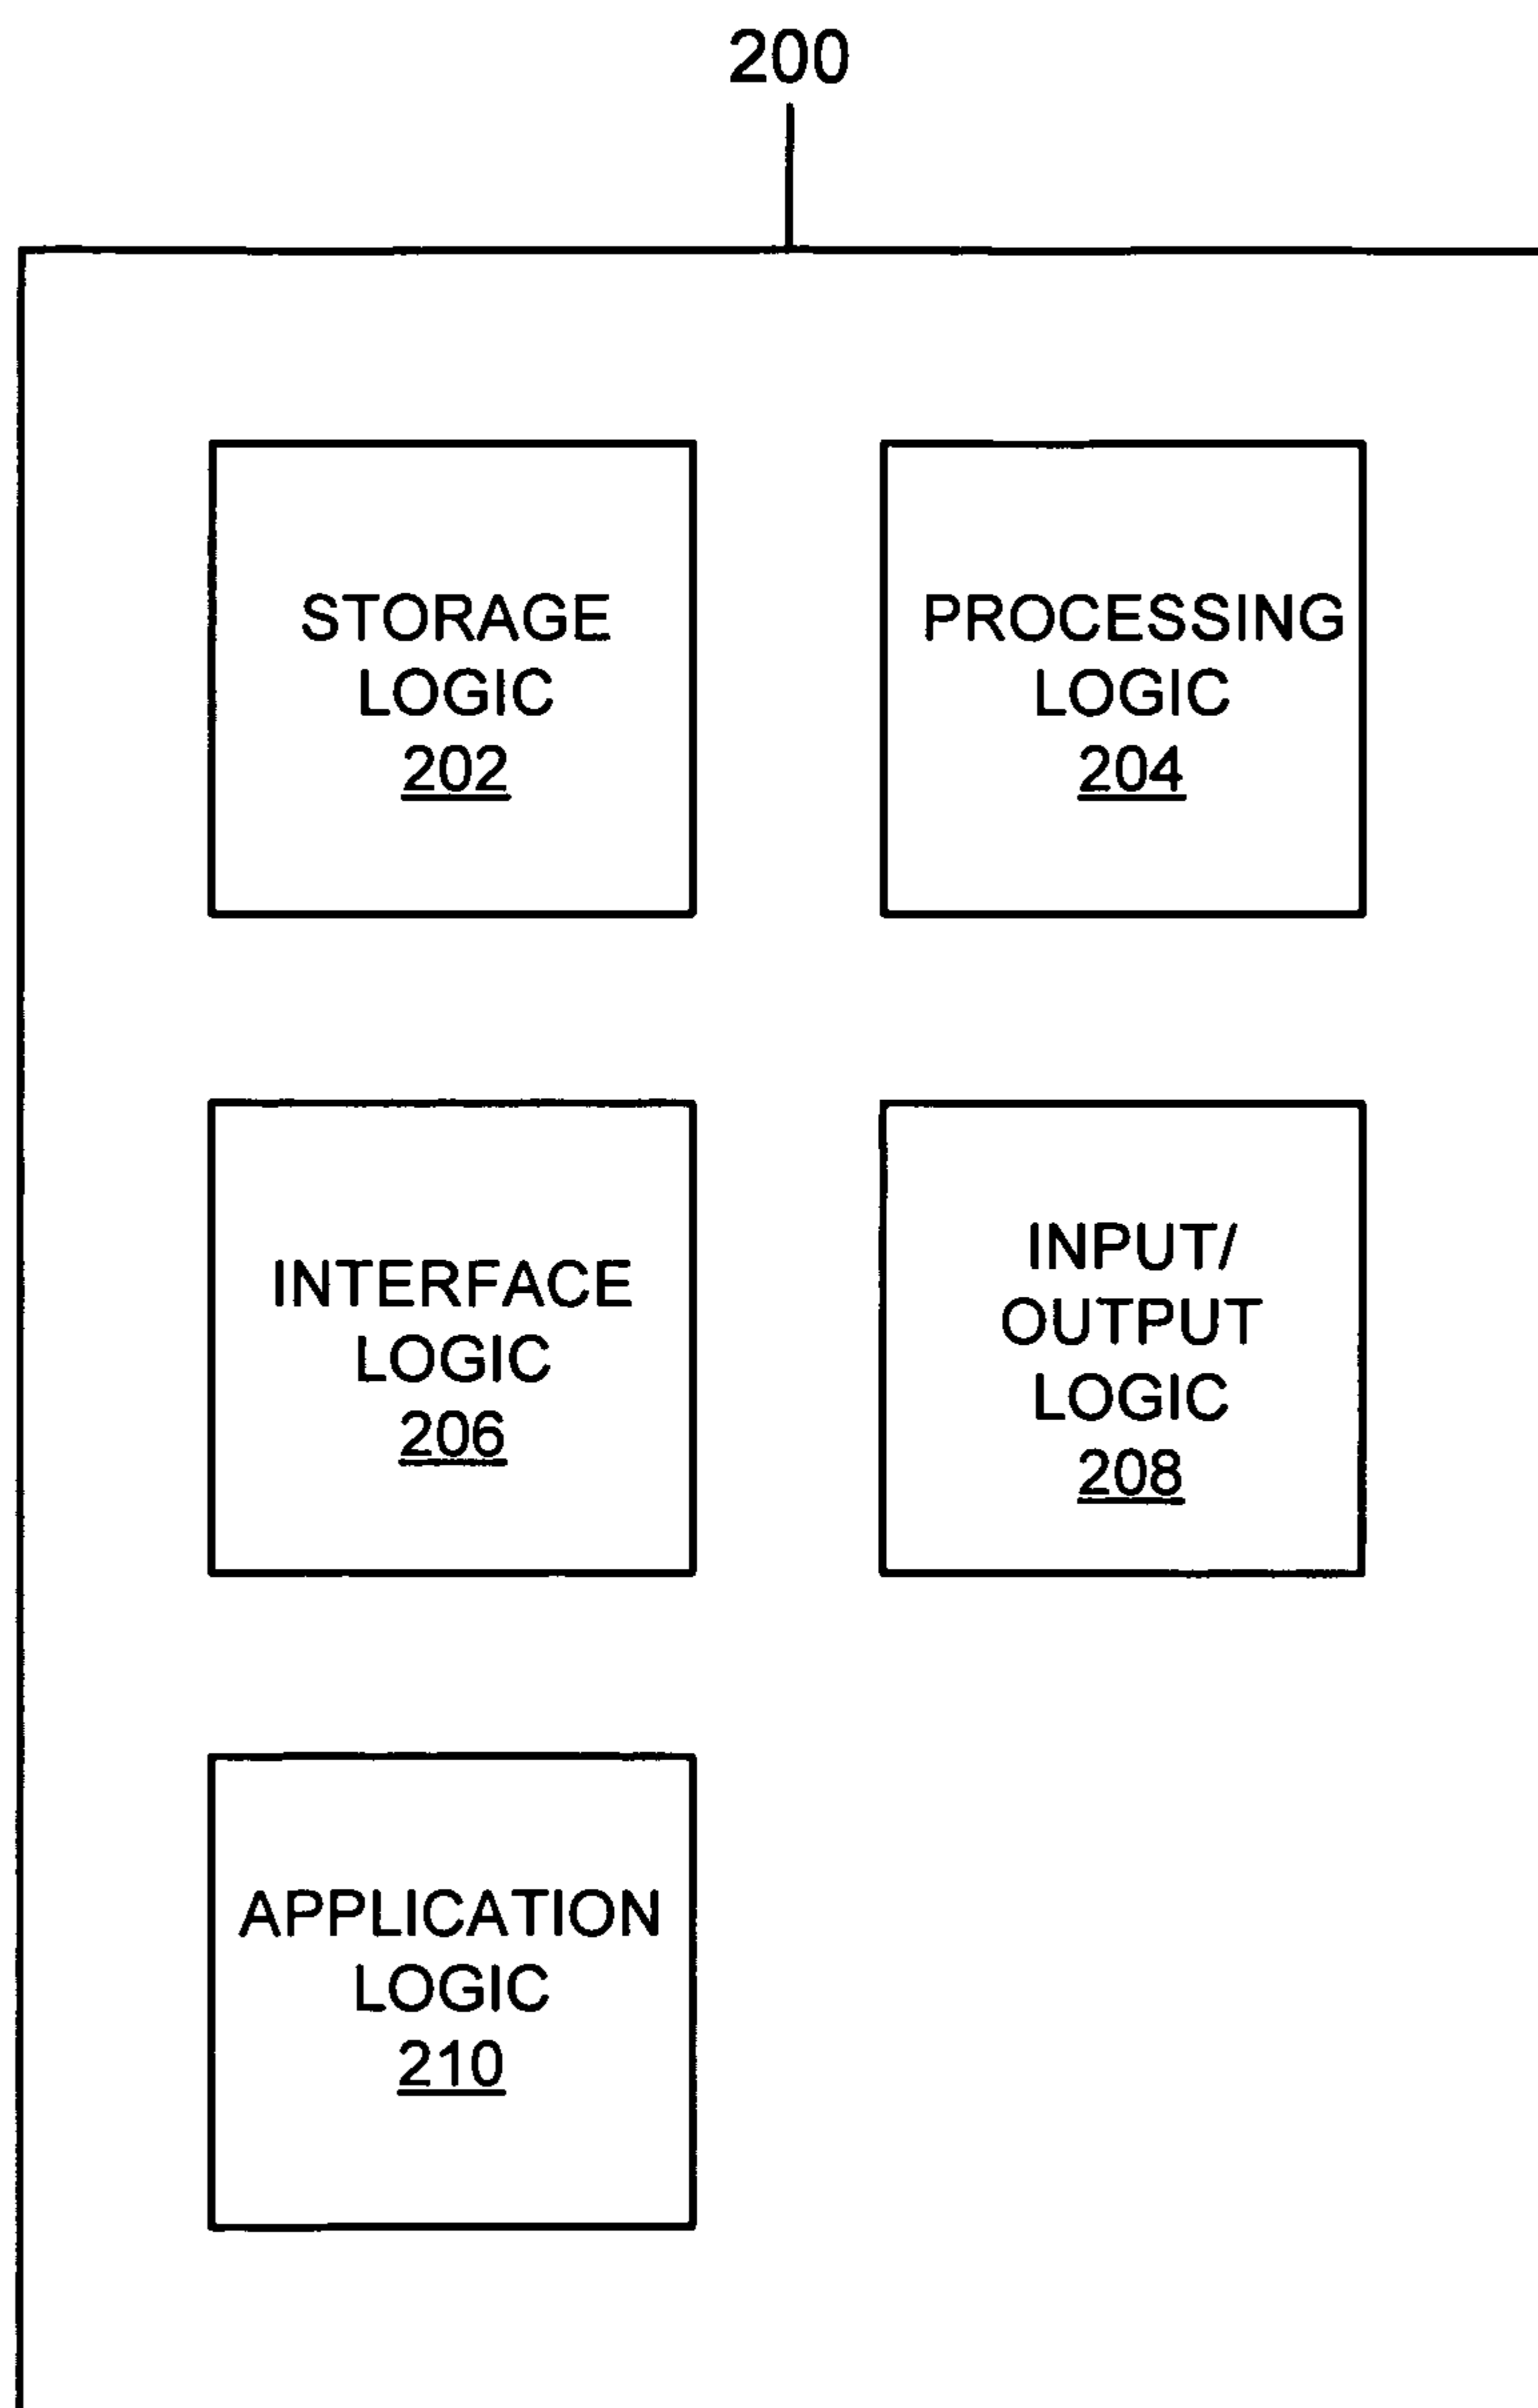 200
STORAGE
LOGIC
202
PROCESSING
LOGIC
204
INTERFACE
LOGIC
206
INPUT/
OUTPUT
LOGIC
208
APPLICATION
LOGIC
210